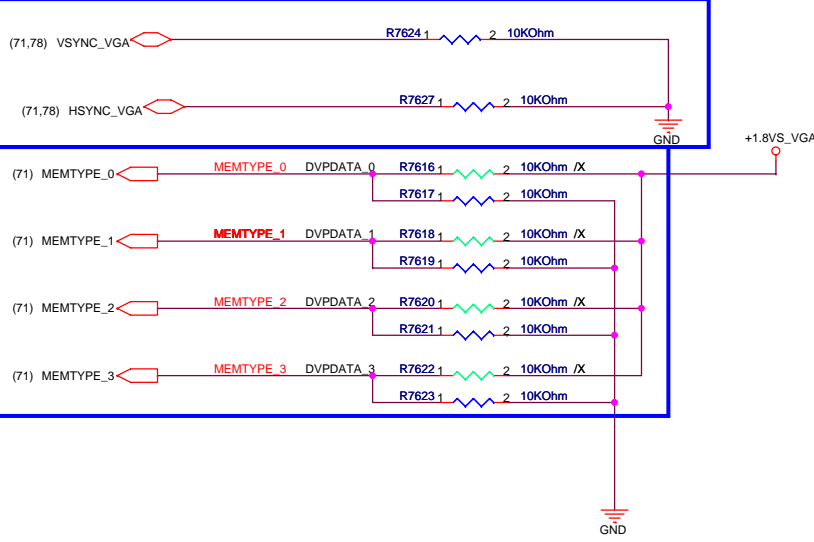 (71,78) VSYNC_VGA R7624 1 2 10KOhm
(71,78) HSYNC_VGA R7627 1 2 10KOhm
GND
+1.8VS_VGA
(71) MEMTYPE_0 MEMTYPE_0 DVPDATA_0 R7616 1 2 10KOhm /X
R7617 1 2 10KOhm
(71) MEMTYPE_1 MEMTYPE_1 DVPDATA_1 R7618 1 2 10KOhm /X
R7619 1 2 10KOhm
(71) MEMTYPE_2 MEMTYPE_2 DVPDATA_2 R7620 1 2 10KOhm /X
R7621 1 2 10KOhm
(71) MEMTYPE_3 MEMTYPE_3 DVPDATA_3 R7622 1 2 10KOhm /X
R7623 1 2 10KOhm
GND